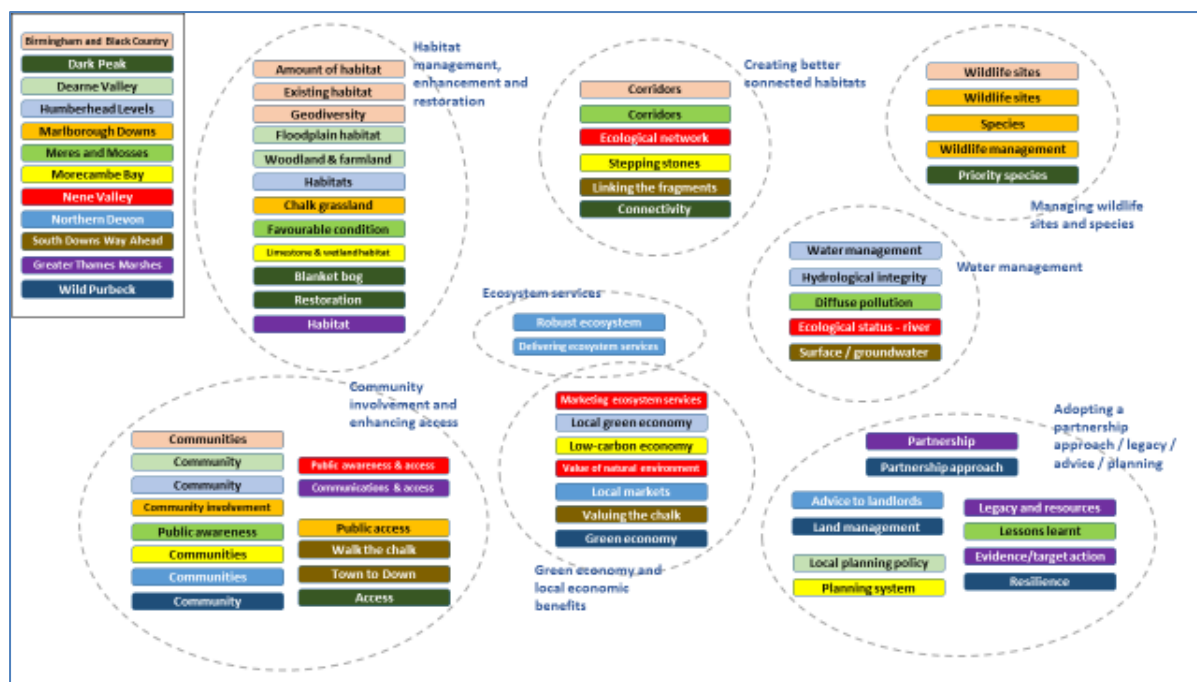 Birmingham and Black Country
Dark Peak
Dearne Valley
Humberhead Levels
Marlborough Downs
Meres and Mosses
Morecambe Bay
Nene Valley
Northern Devon
South Downs Way Ahead
Greater Thames Marshes
Wild Purbeck
Habitat
management,
enhancement and
restoration
Amount of habitat
Existing habitat
Geodiversity
Floodplain habitat
Woodland & farmland
Habitats
Chalk grassland
Favourable condition
Limestone & wetland habitat
Blanket bog
Restoration
Habitat
Creating better
connected habitats
Corridors
Corridors
Ecological network
Stepping stones
Linking the fragments
Connectivity
Wildlife sites
Wildlife sites
Species
Wildlife management
Priority species
Managing wildlife
sites and species
Water management
Water management
Hydrological integrity
Diffuse pollution
Ecological status - river
Surface / groundwater
Ecosystem services
Robust ecosystem
Delivering ecosystem services
Community
involvement and
enhancing access
Communities
Community
Community
Community involvement
Public awareness
Communities
Communities
Community
Public awareness & access
Communications & access
Public access
Walk the chalk
Town to Down
Access
Marketing ecosystem services
Local green economy
Low-carbon economy
Value of natural environment
Local markets
Valuing the chalk
Green economy
Green economy and
local economic
benefits
Adopting a
partnership
approach / legacy /
advice / planning
Partnership
Partnership approach
Advice to landlords
Land management
Local planning policy
Planning system
Legacy and resources
Lessons learnt
Evidence/target action
Resilience